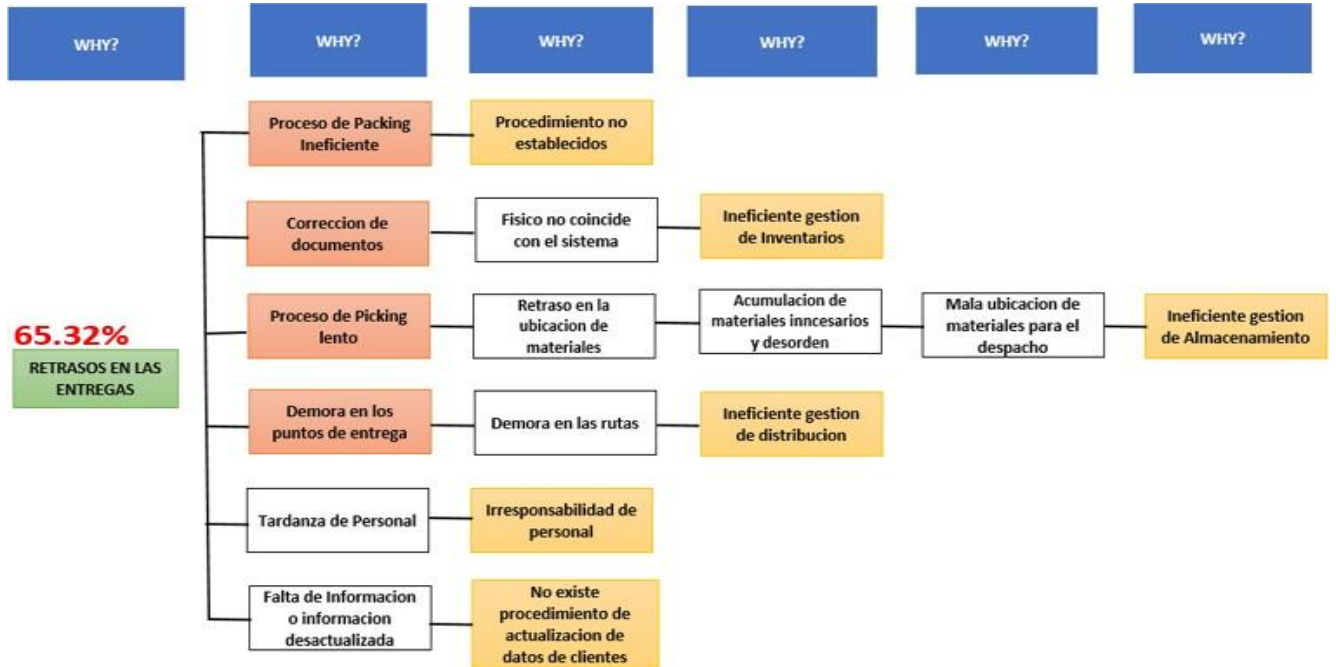 WHY?
WHY?
WHY?
WHY?
WHY?
WHY?
Proceso de Packing
Ineficiente
Procedimiento no
establecidos
Correccion de
documentos
Fisico no coincide
con el sistema
Ineficiente gestion
de Inventarios
65.32%
RETRASOS EN LAS
ENTREGAS
Proceso de Picking
lento
Retraso en la
ubicacion de
materiales
Acumulacion de
materiales inncesarios
y desorden
Mala ubicacion de
materiales para el
despacho
Ineficiente gestion
de Almacenamiento
Demora en los
puntos de entrega
Demora en las rutas
Ineficiente gestion
de distribucion
Tardanza de Personal
Irresponsabilidad de
personal
Falta de Informacion
o informacion
desactualizada
No existe
procedimiento de
actualizacion de
datos de clientes